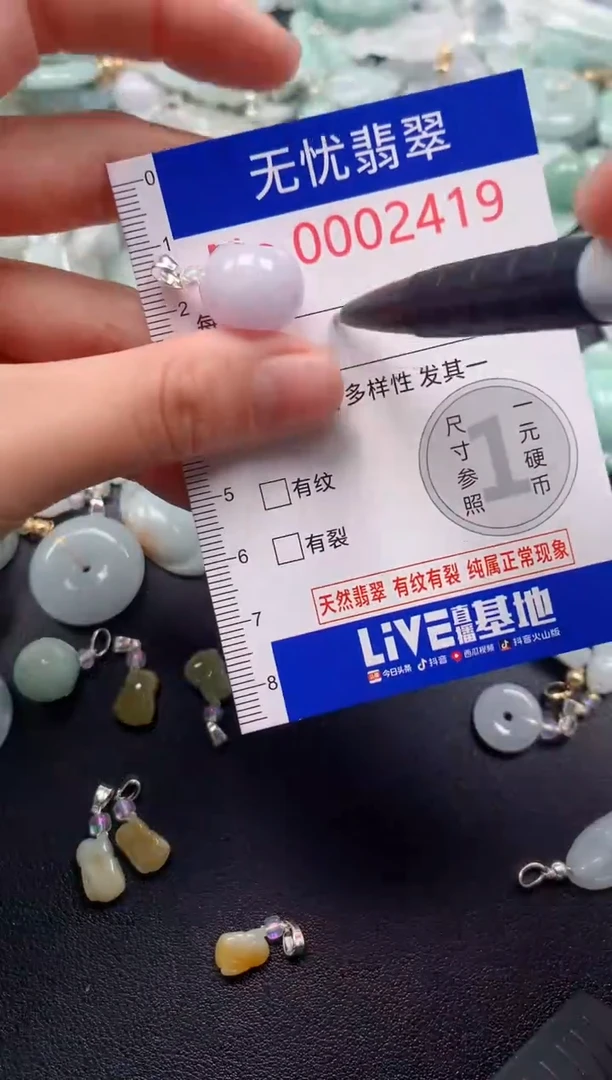 无忧翡翠
0002419
0
1
2
每
多样性 发其一
5
有纹
尺寸参照
1
一元硬币
6
有裂
天然翡翠 有纹有裂 纯属正常现象
7
LiVE直播基地
8
今日头条 抖音 西瓜视频 抖音火山版